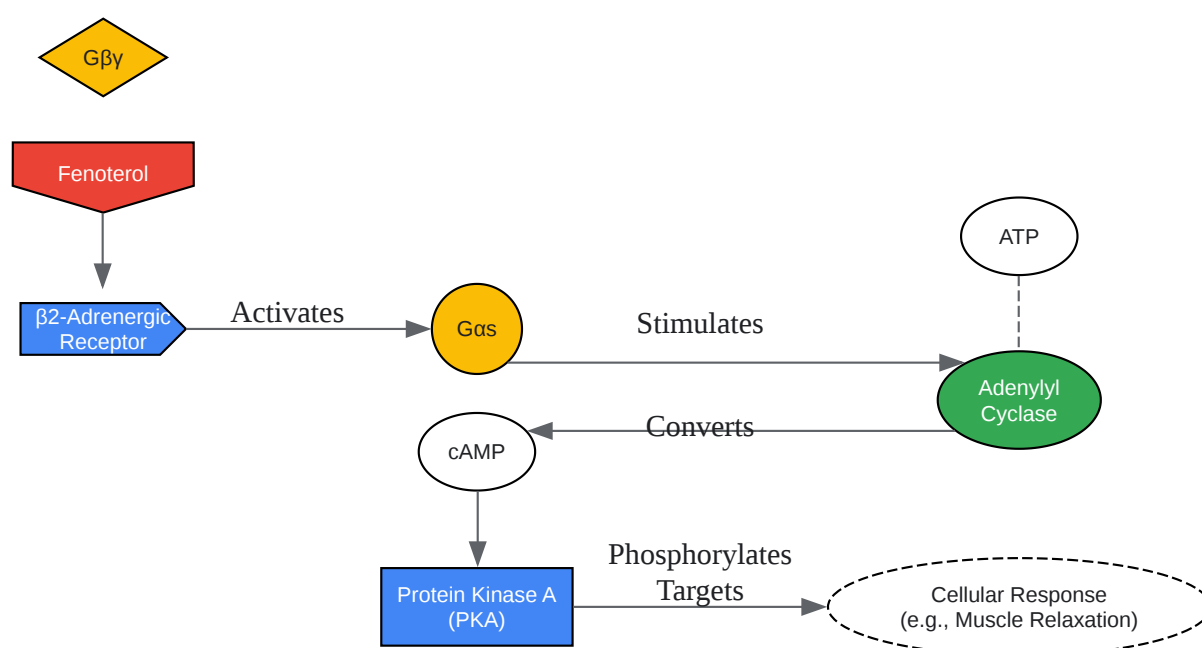 Gβγ
Fenoterol
ATP
β2-Adrenergic
Receptor
Activates
Gαs
Stimulates
Adenylyl
Cyclase
Converts
cAMP
Phosphorylates
Targets
Protein Kinase A
(PKA)
Cellular Response
(e.g., Muscle Relaxation)